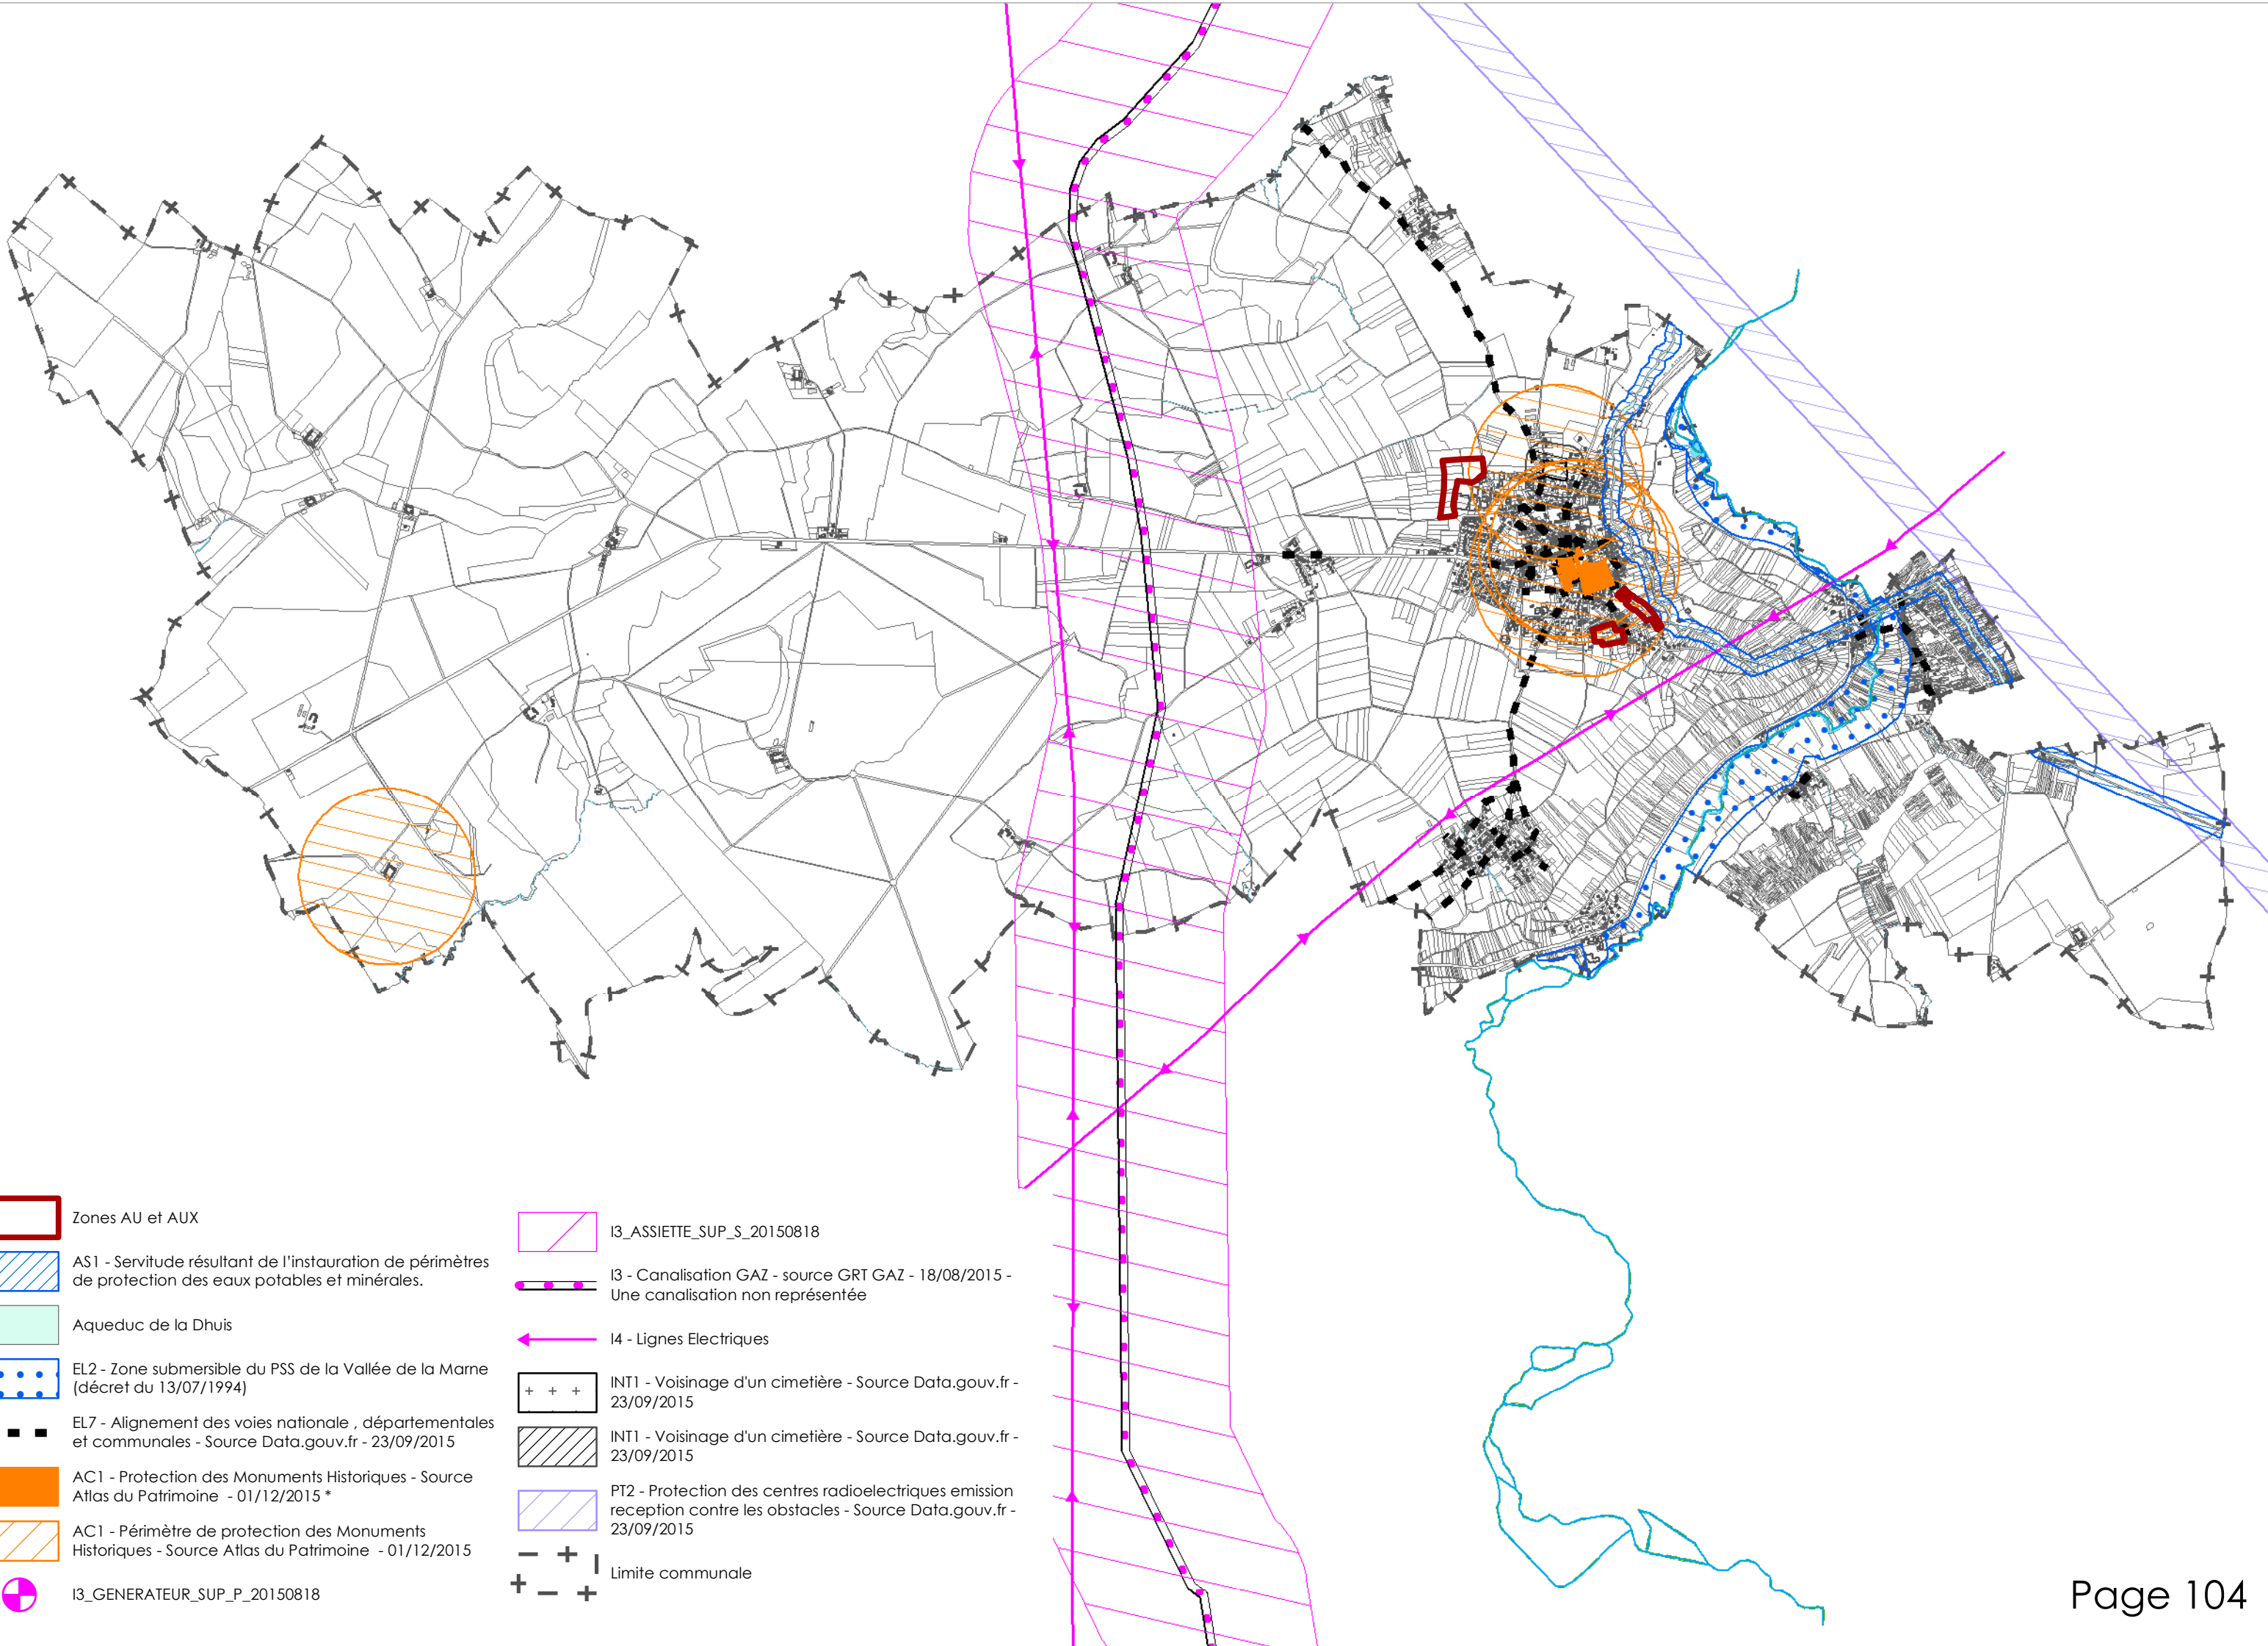 Zones AU et AUX
AS1 - Servitude résultant de l'instauration de périmètres
de protection des eaux potables et minérales.
Aqueduc de la Dhuis
EL2 - Zone submersible du PSS de la Vallée de la Marne
(décret du 13/07/1994)
EL7 - Alignement des voies nationale , départementales
et communales - Source Data.gouv.fr - 23/09/2015
AC1 - Protection des Monuments Historiques - Source
Atlas du Patrimoine - 01/12/2015 *
AC1 - Périmètre de protection des Monuments
Historiques - Source Atlas du Patrimoine - 01/12/2015
I3_GENERATEUR_SUP_P_20150818
I3_ASSIETTE_SUP_S_20150818
I3 - Canalisation GAZ - source GRT GAZ - 18/08/2015 -
Une canalisation non représentée
I4 - Lignes Electriques
INT1 - Voisinage d'un cimetière - Source Data.gouv.fr -
23/09/2015
INT1 - Voisinage d'un cimetière - Source Data.gouv.fr -
23/09/2015
PT2 - Protection des centres radioelectriques emission
reception contre les obstacles - Source Data.gouv.fr -
23/09/2015
Limite communale
Page 104